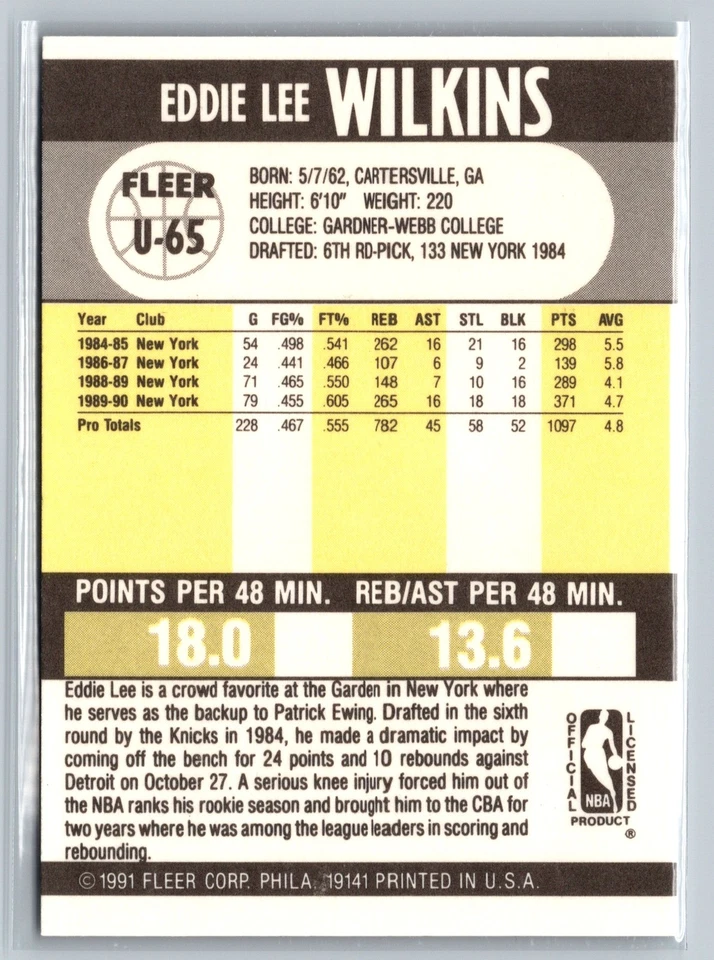 EDDIE LEE WILKINS
FLEER
U-65
BORN: 5/7/62, CARTERSVILLE, GA
HEIGHT: 6'10" WEIGHT: 220
COLLEGE: GARDNER-WEBB COLLEGE
DRAFTED: 6TH RD-PICK, 133 NEW YORK 1984
Year Club G FG% FT% REB AST STL BLK PTS AVG
1984-85 New York 54 .498 .541 262 16 21 16 298 5.5
1986-87 New York 24 .441 .466 107 6 9 2 139 5.8
1988-89 New York 71 .465 .550 148 7 10 16 289 4.1
1989-90 New York 79 .455 .605 265 16 18 18 371 4.7
Pro Totals 228 .467 .555 782 45 58 52 1097 4.8
POINTS PER 48 MIN. REB/AST PER 48 MIN.
18.0 13.6
Eddie Lee is a crowd favorite at the Garden in New York where
he serves as the backup to Patrick Ewing. Drafted in the sixth
round by the Knicks in 1984, he made a dramatic impact by
coming off the bench for 24 points and 10 rebounds against
Detroit on October 27. A serious knee injury forced him out of
the NBA ranks his rookie season and brought him to the CBA for
two years where he was among the league leaders in scoring and
rebounding.
OFFICIAL
NBA
LICENSED
PRODUCT
®
© 1991 FLEER CORP. PHILA. 19141 PRINTED IN U.S.A.